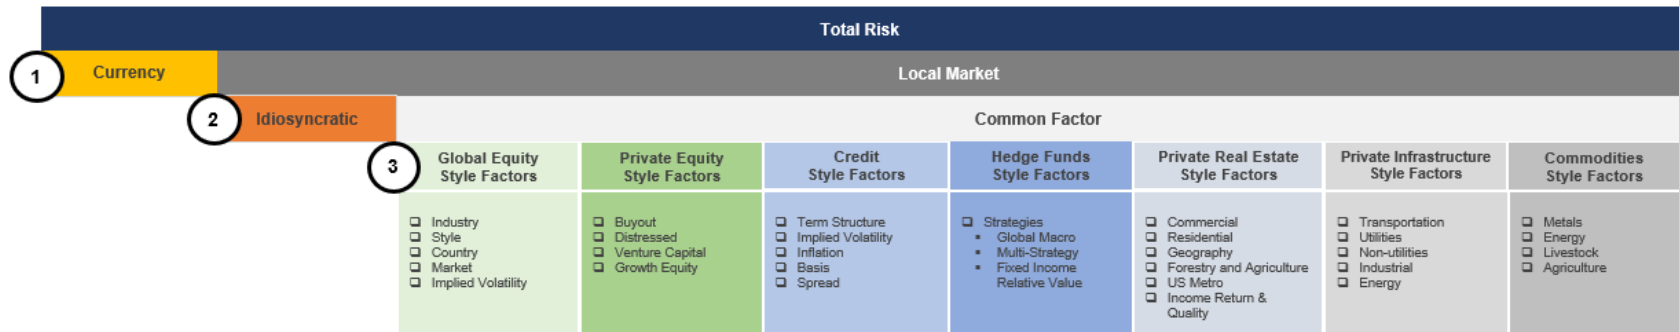 Total Risk
1
Currency
Local Market
2
Idiosyncratic
Common Factor
3
Global Equity
Style Factors
Private Equity
Style Factors
Credit
Style Factors
Hedge Funds
Style Factors
Private Real Estate
Style Factors
Private Infrastructure
Style Factors
Commodities
Style Factors
Industry
Style
Country
Market
Implied Volatility
Buyout
Distressed
Venture Capital
Growth Equity
Term Structure
Implied Volatility
Inflation
Basis
Spread
Strategies
Global Macro
Multi-Strategy
Fixed Income
Relative Value
Commercial
Residential
Geography
Forestry and Agriculture
US Metro
Income Return &
Quality
Transportation
Utilities
Non-utilities
Industrial
Energy
Metals
Energy
Livestock
Agriculture